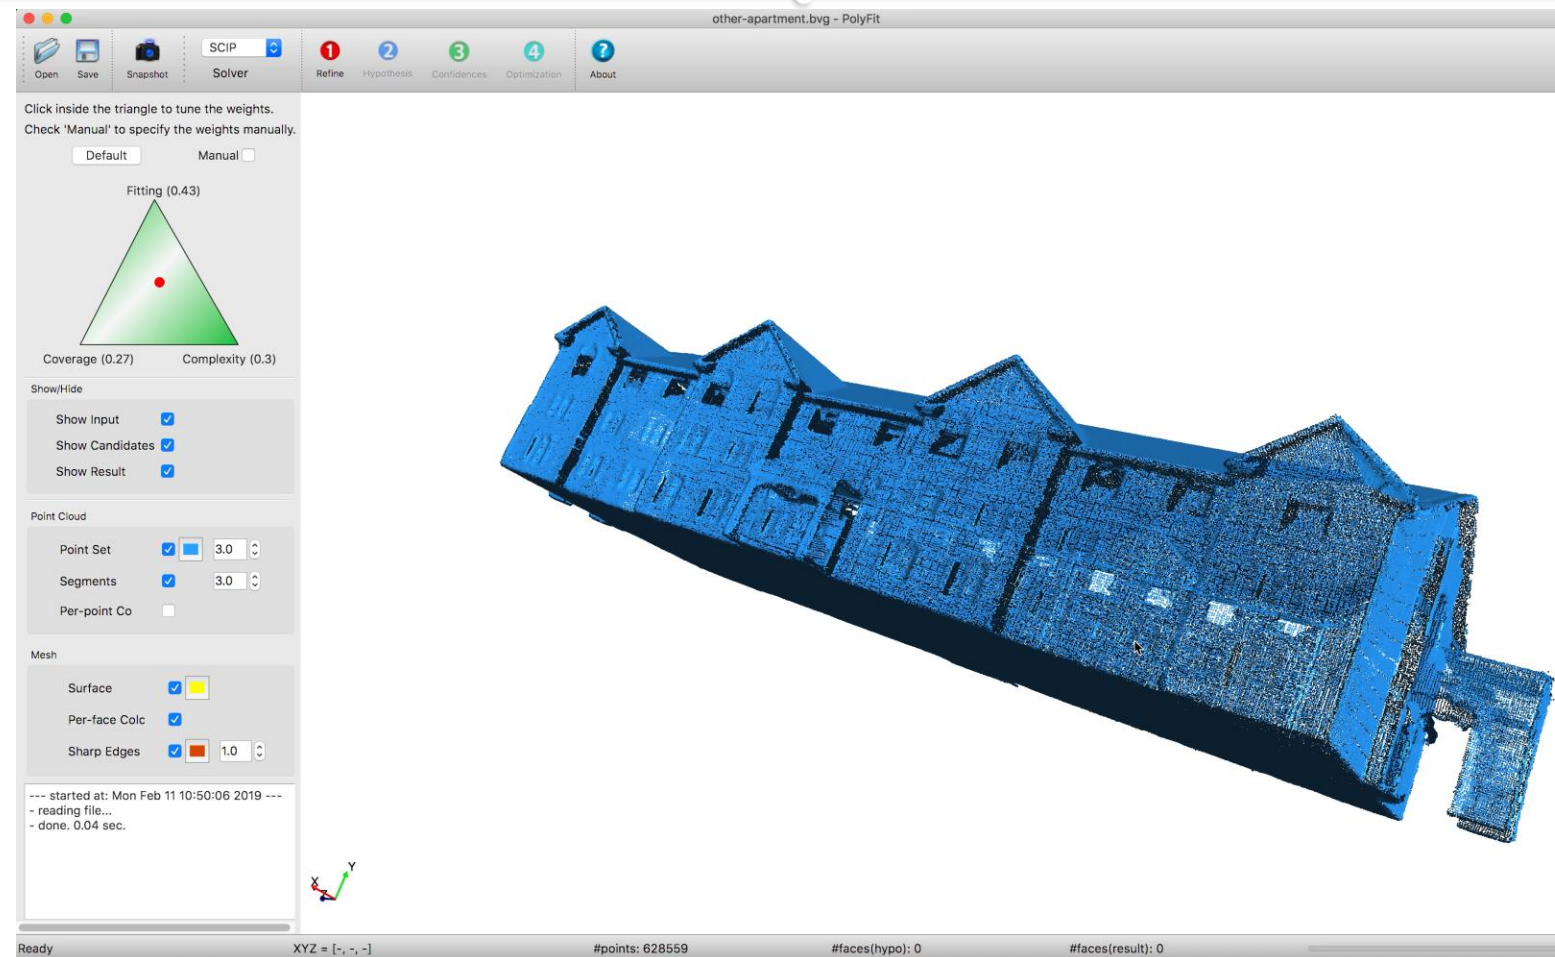 other-apartment.bvg - PolyFit
SCIP
1 2 3 4 ?
Open Save Snapshot Solver Refine Hypothesis Confidences Optimization About
Click inside the triangle to tune the weights.
Check 'Manual' to specify the weights manually.
Default Manual
Fitting (0.43)
Coverage (0.27) Complexity (0.3)
Show/Hide
Show Input
Show Candidates
Show Result
Point Cloud
Point Set 3.0
Segments 3.0
Per-point Co
Mesh
Surface
Per-face Colc
Sharp Edges 1.0
--- started at: Mon Feb 11 10:50:06 2019 ---
- reading file...
- done. 0.04 sec.
X Y Z
Ready XYZ = [-, -, -] #points: 628559 #faces(hypo): 0 #faces(result): 0